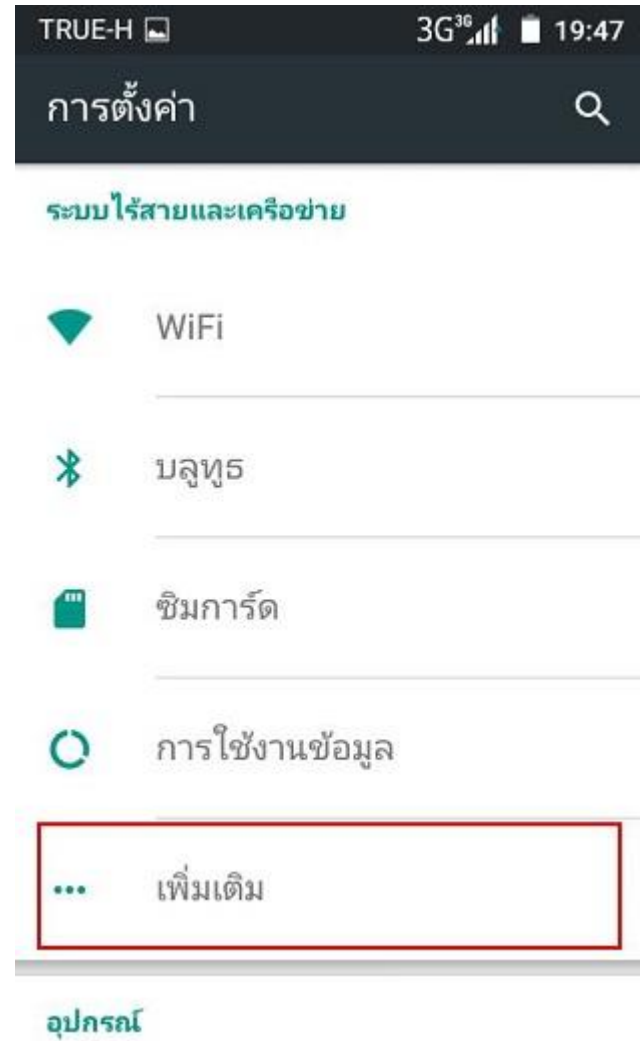 TRUE-H 3G 3G 19:47
การตั้งค่า
ระบบไร้สายและเครือข่าย
WiFi
บลูทูธ
ซิมการ์ด
การใช้งานข้อมูล
เพิ่มเติม
อุปกรณ์